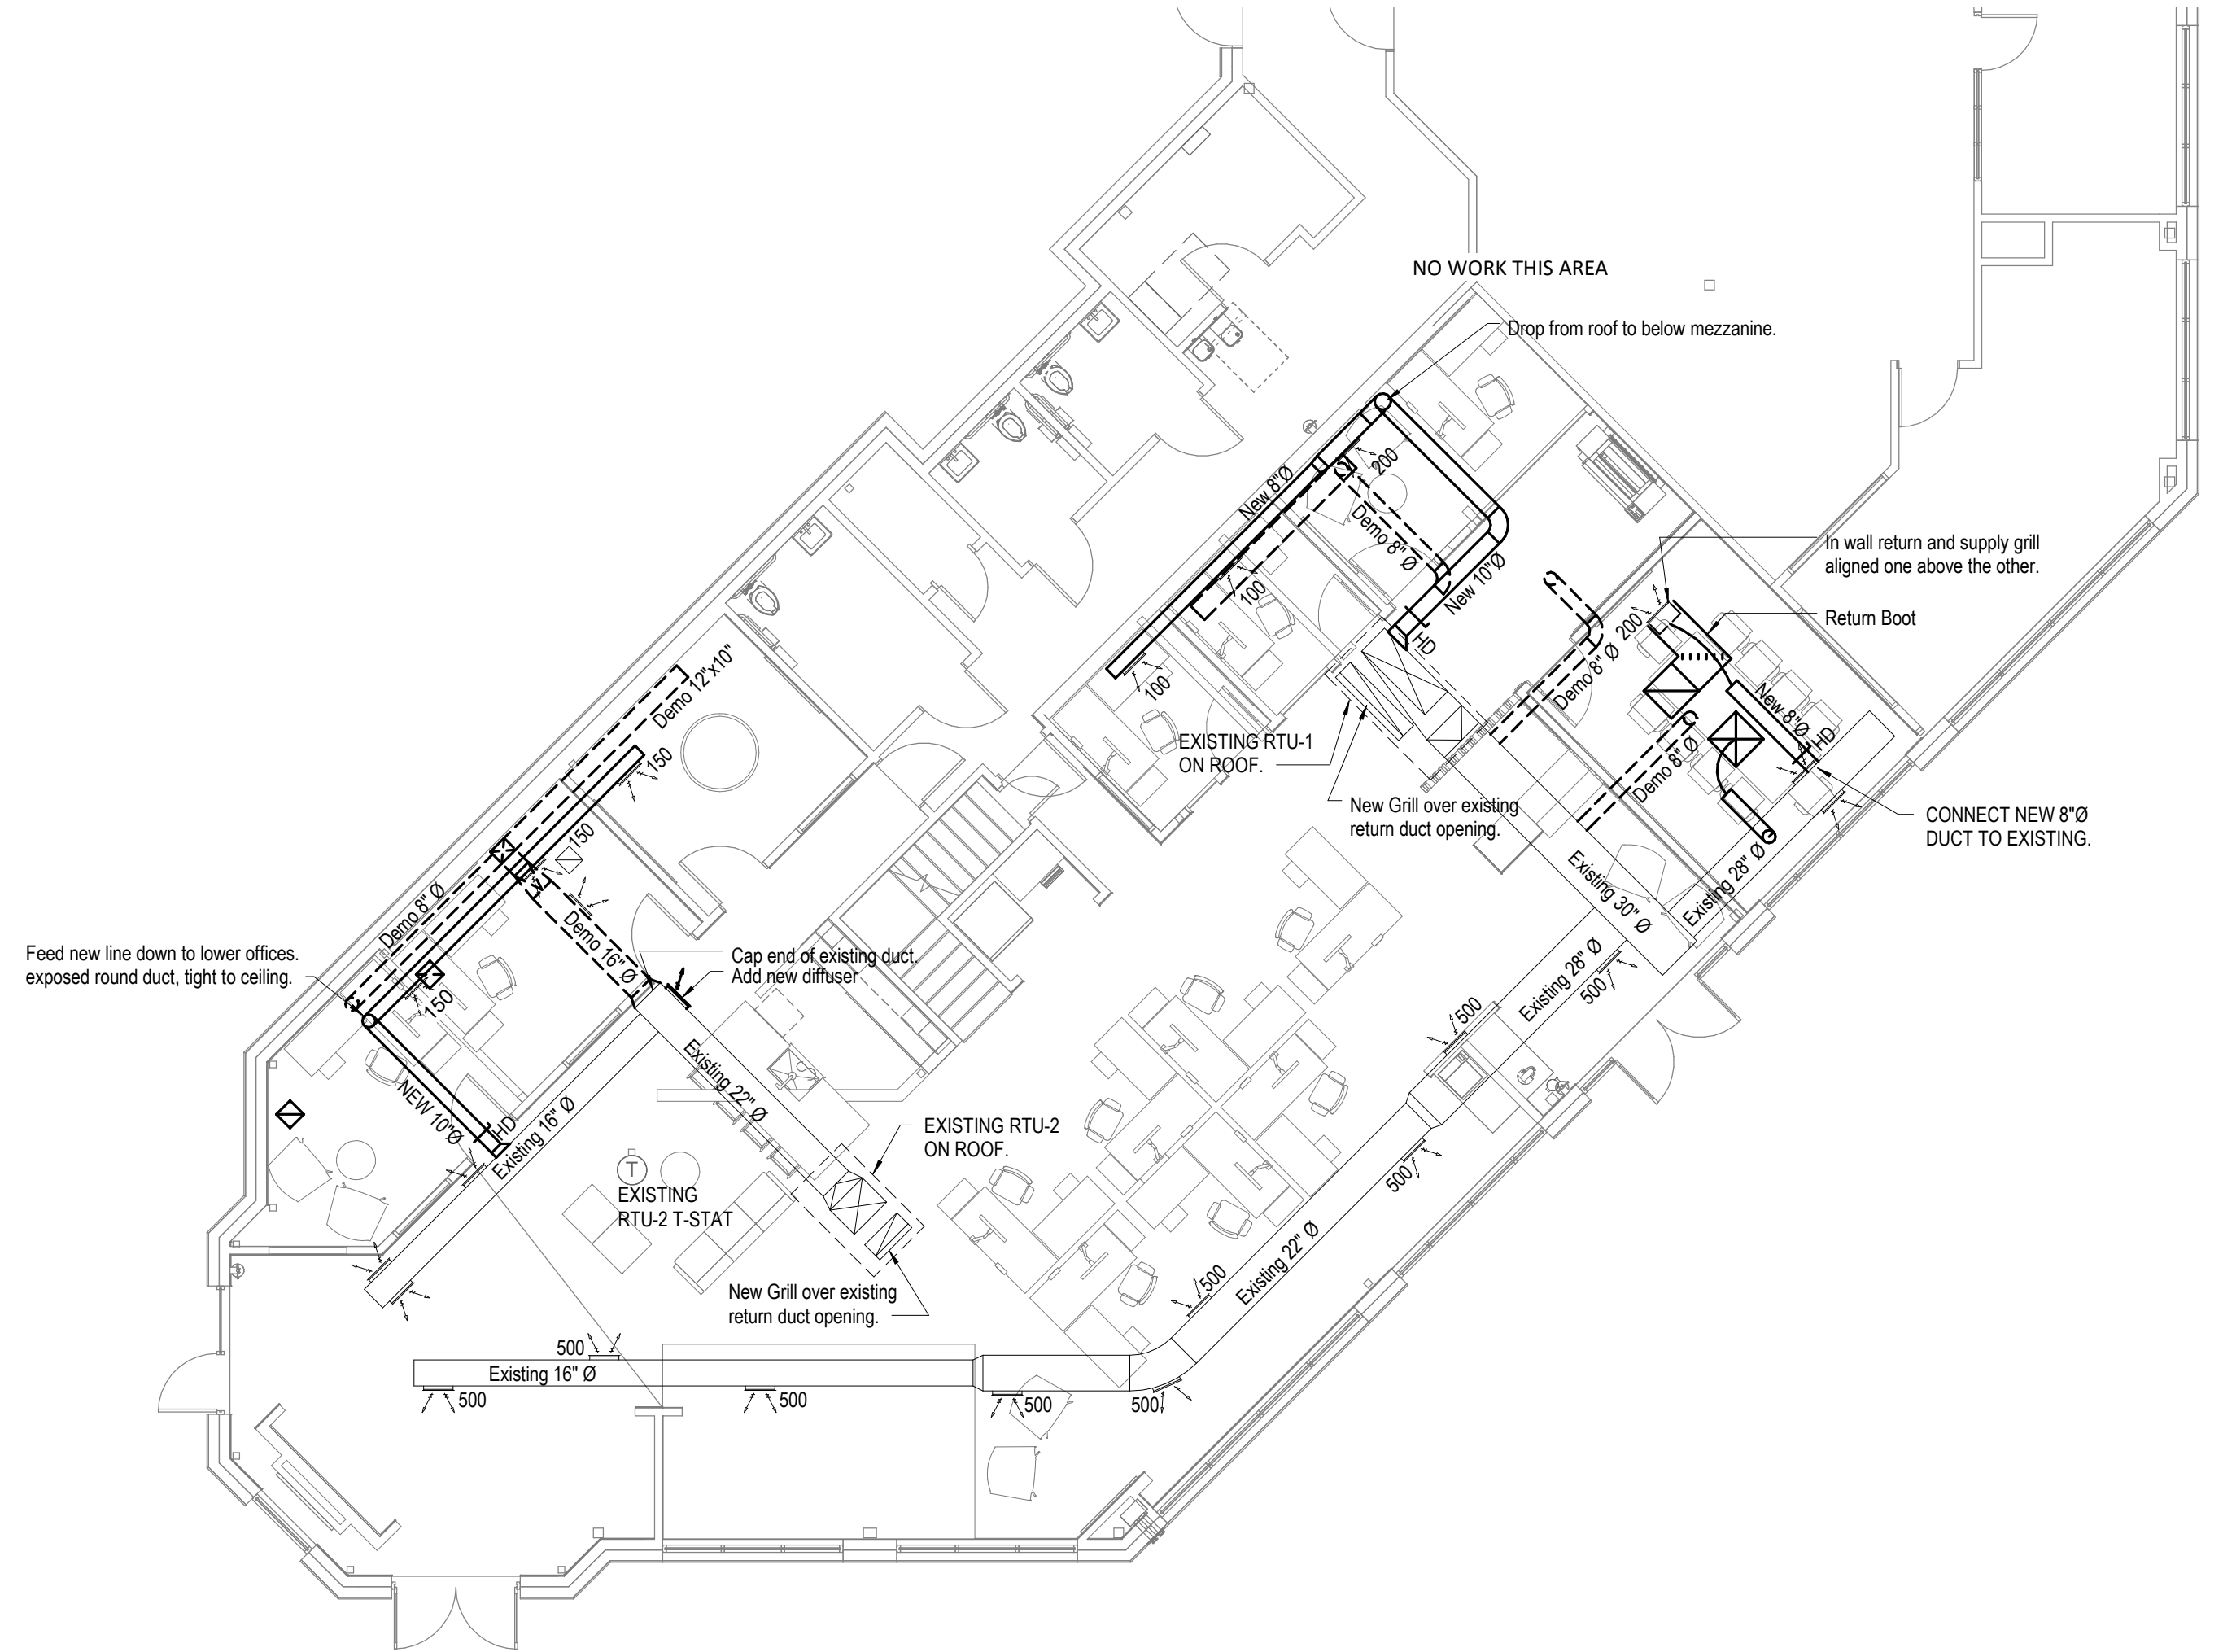 NO WORK THIS AREA
Drop from roof to below mezzanine.
200
New 8"Ø
Demo 8" Ø
In wall return and supply grill
aligned one above the other.
100
New 10"Ø
HD
Return Boot
200
Demo 8" Ø
Demo 12"x10"
100
New 8"Ø
HD
EXISTING RTU-1
ON ROOF.
150
Demo 8" Ø
New Grill over existing
return duct opening.
CONNECT NEW 8"Ø
DUCT TO EXISTING.
150
Existing 30" Ø
Existing 28" Ø
Demo 8" Ø
Demo 16" Ø
Feed new line down to lower offices.
exposed round duct, tight to ceiling.
Cap end of existing duct.
Add new diffuser
150
Existing 28" Ø
500
500
Existing 22" Ø
NEW 10"Ø
HD
Existing 16" Ø
EXISTING RTU-2
ON ROOF.
T
EXISTING
RTU-2 T-STAT
500
Existing 22" Ø
500
New Grill over existing
return duct opening.
500
Existing 16" Ø
500
500
500
500